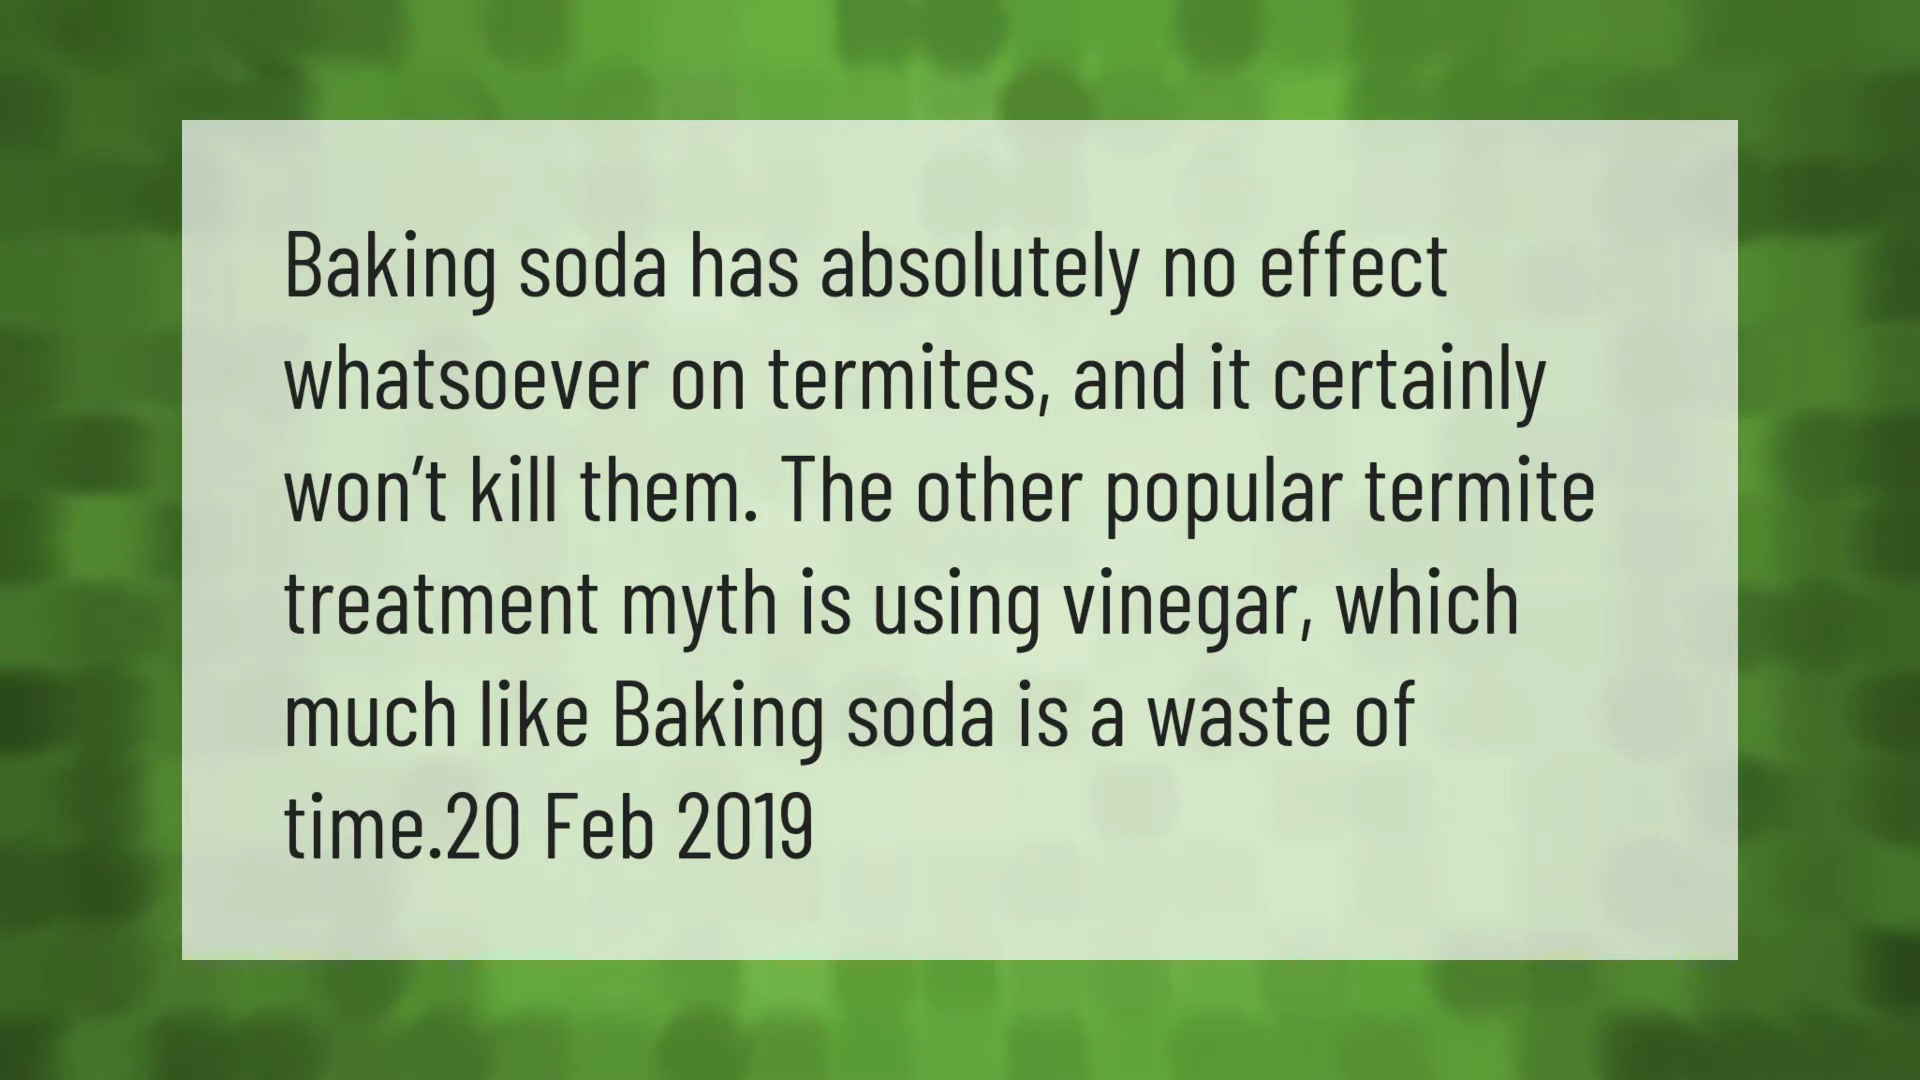 Baking soda has absolutely no effect
whatsoever on termites, and it certainly
won’t kill them. The other popular termite
treatment myth is using vinegar, which
much like Baking soda is a waste of
time.20 Feb 2019